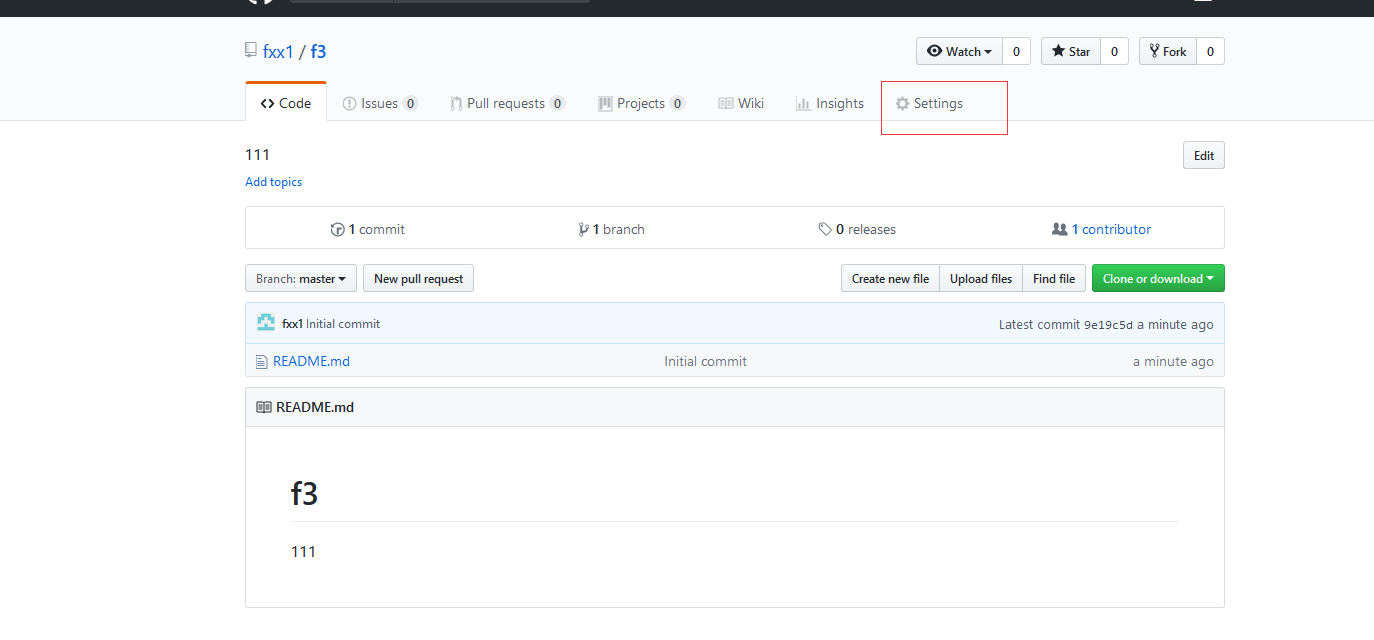 fxx1 / f3
Watch 0 Star 0 Fork 0
Code Issues 0 Pull requests 0 Projects 0 Wiki Insights Settings
111 Edit
Add topics
1 commit 1 branch 0 releases 1 contributor
Branch: master New pull request Create new file Upload files Find file Clone or download
fxx1 Initial commit Latest commit 9e19c5d a minute ago
README.md Initial commit a minute ago
README.md
f3
111